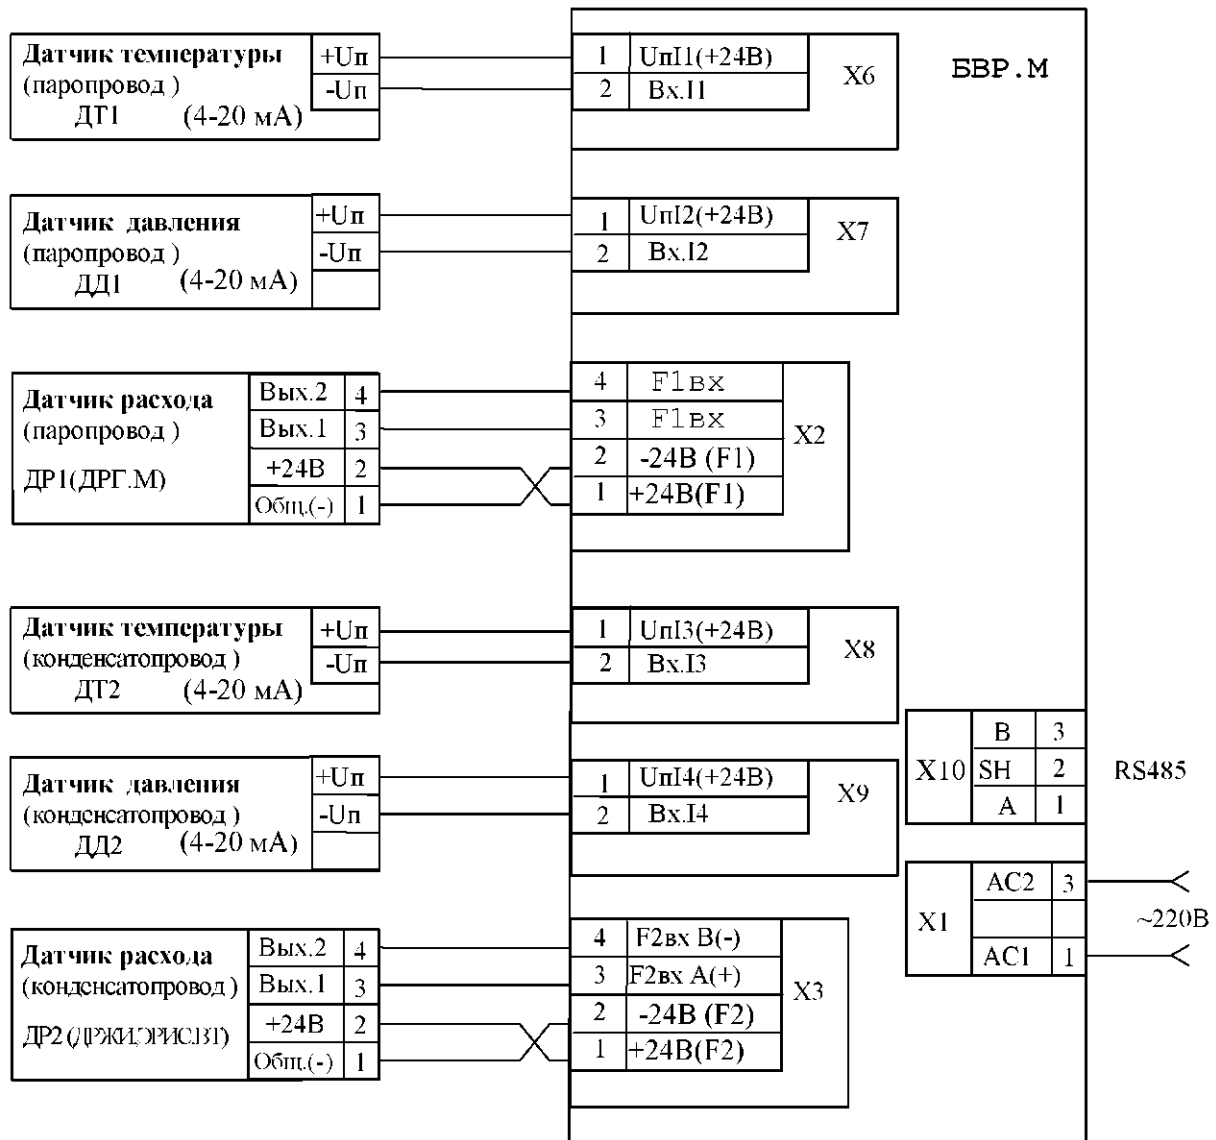 Датчик температуры
(паропровод )
ДТ1 (4-20 мА)
+Uп
-Uп
1 UпI1(+24В)
2 Вх.I1
X6
БВР.М
Датчик давления
(паропровод )
ДД1 (4-20 мА)
+Uп
-Uп
1 UпI2(+24В)
2 Вх.I2
X7
Датчик расхода
(паропровод )
ДР1(ДРГ.М)
Вых.2 4
Вых.1 3
+24В 2
Общ.(-) 1
4 F1вх
3 F1вх
2 -24В (F1)
1 +24В(F1)
X2
Датчик температуры
(конденсатопровод )
ДТ2 (4-20 мА)
+Uп
-Uп
1 UпI3(+24В)
2 Вх.I3
X8
Датчик давления
(конденсатопровод )
ДД2 (4-20 мА)
+Uп
-Uп
1 UпI4(+24В)
2 Вх.I4
X9
X10
B 3
SH 2
A 1
RS485
X1
AC2 3
AC1 1
~220В
Датчик расхода
(конденсатопровод )
ДР2 (ДРЖИ,ЭРИС.ВТ)
Вых.2 4
Вых.1 3
+24В 2
Общ.(-) 1
4 F2вх В(-)
3 F2вх А(+)
2 -24В (F2)
1 +24В(F2)
X3